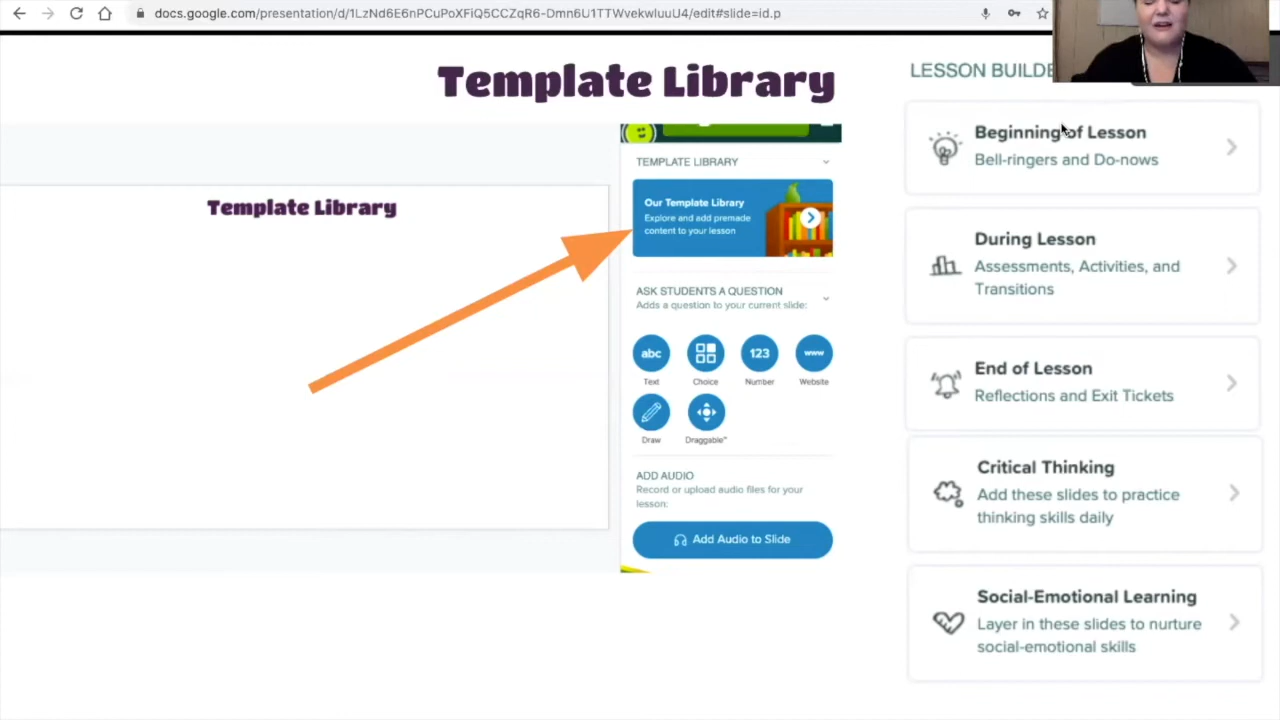 docs.google.com/presentation/d/1LzNd6E6nPCuPoXFiQ5CCZqR6-Dmn6U1TTWvekwluuU4/edit#slide=id.p
Template Library
Template Library
TEMPLATE LIBRARY
Our Template Library
Explore and add premade
content to your lesson
ASK STUDENTS A QUESTION
Adds a question to your current slide:
abc
123
www
Text
Choice
Number
Website
Draw
Draggable™
ADD AUDIO
Record or upload audio files for your
lesson:
Add Audio to Slide
LESSON BUILDE
Beginning of Lesson
Bell-ringers and Do-nows
During Lesson
Assessments, Activities, and
Transitions
End of Lesson
Reflections and Exit Tickets
Critical Thinking
Add these slides to practice
thinking skills daily
Social-Emotional Learning
Layer in these slides to nurture
social-emotional skills